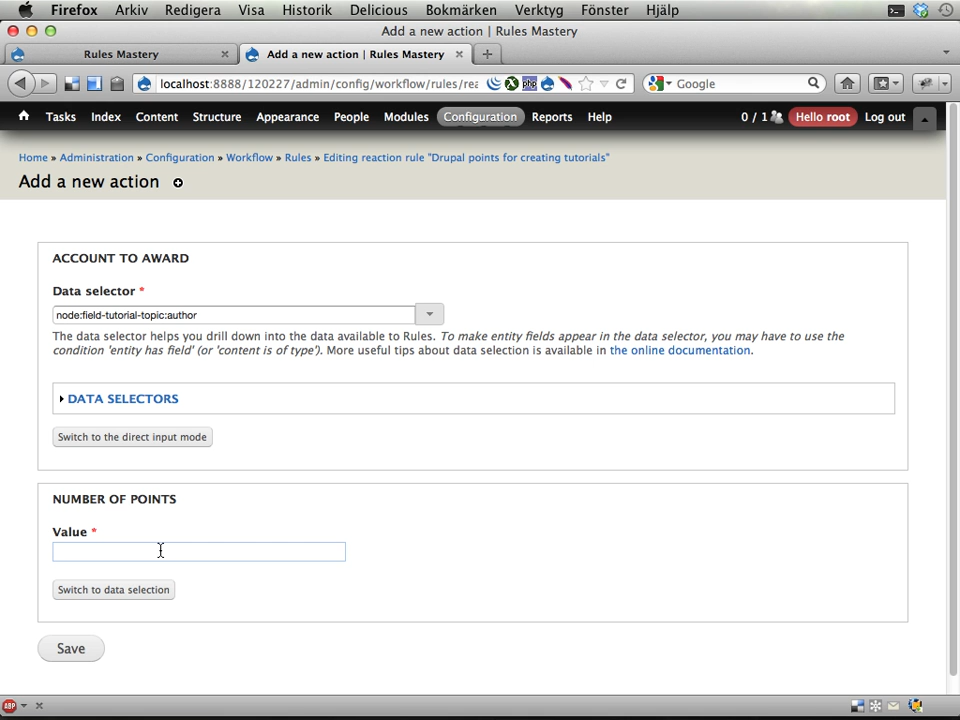 Firefox Arkiv Redigera Visa Historik Delicious Bokmärken Verktyg Fönster Hjälp
Add a new action | Rules Mastery
Rules Mastery
Add a new action | Rules Mastery
localhost:8888/120227/admin/config/workflow/rules/rea
php
Google
Tasks Index Content Structure Appearance People Modules Configuration Reports Help 0 / 1 Hello root Log out
Home » Administration » Configuration » Workflow » Rules » Editing reaction rule "Drupal points for creating tutorials"
Add a new action
ACCOUNT TO AWARD
Data selector *
node:field-tutorial-topic:author
The data selector helps you drill down into the data available to Rules. To make entity fields appear in the data selector, you may have to use the
condition 'entity has field' (or 'content is of type'). More useful tips about data selection is available in the online documentation.
DATA SELECTORS
Switch to the direct input mode
NUMBER OF POINTS
Value *
Switch to data selection
Save
ABP